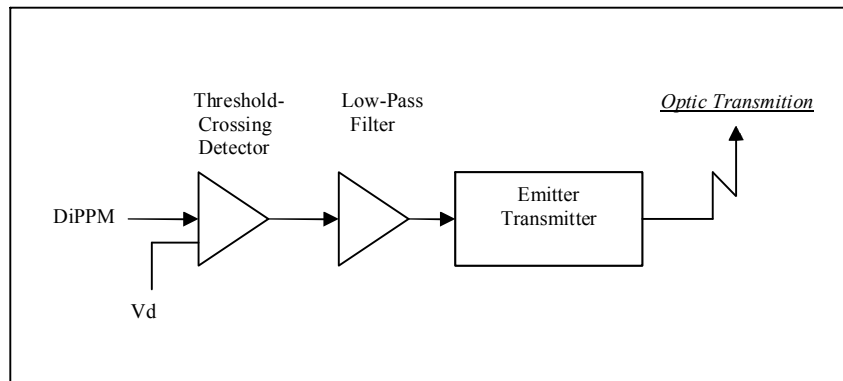 Threshold-
Crossing
Detector
Low-Pass
Filter
Optic Transmition
DiPPM
Emitter
Transmitter
Vd